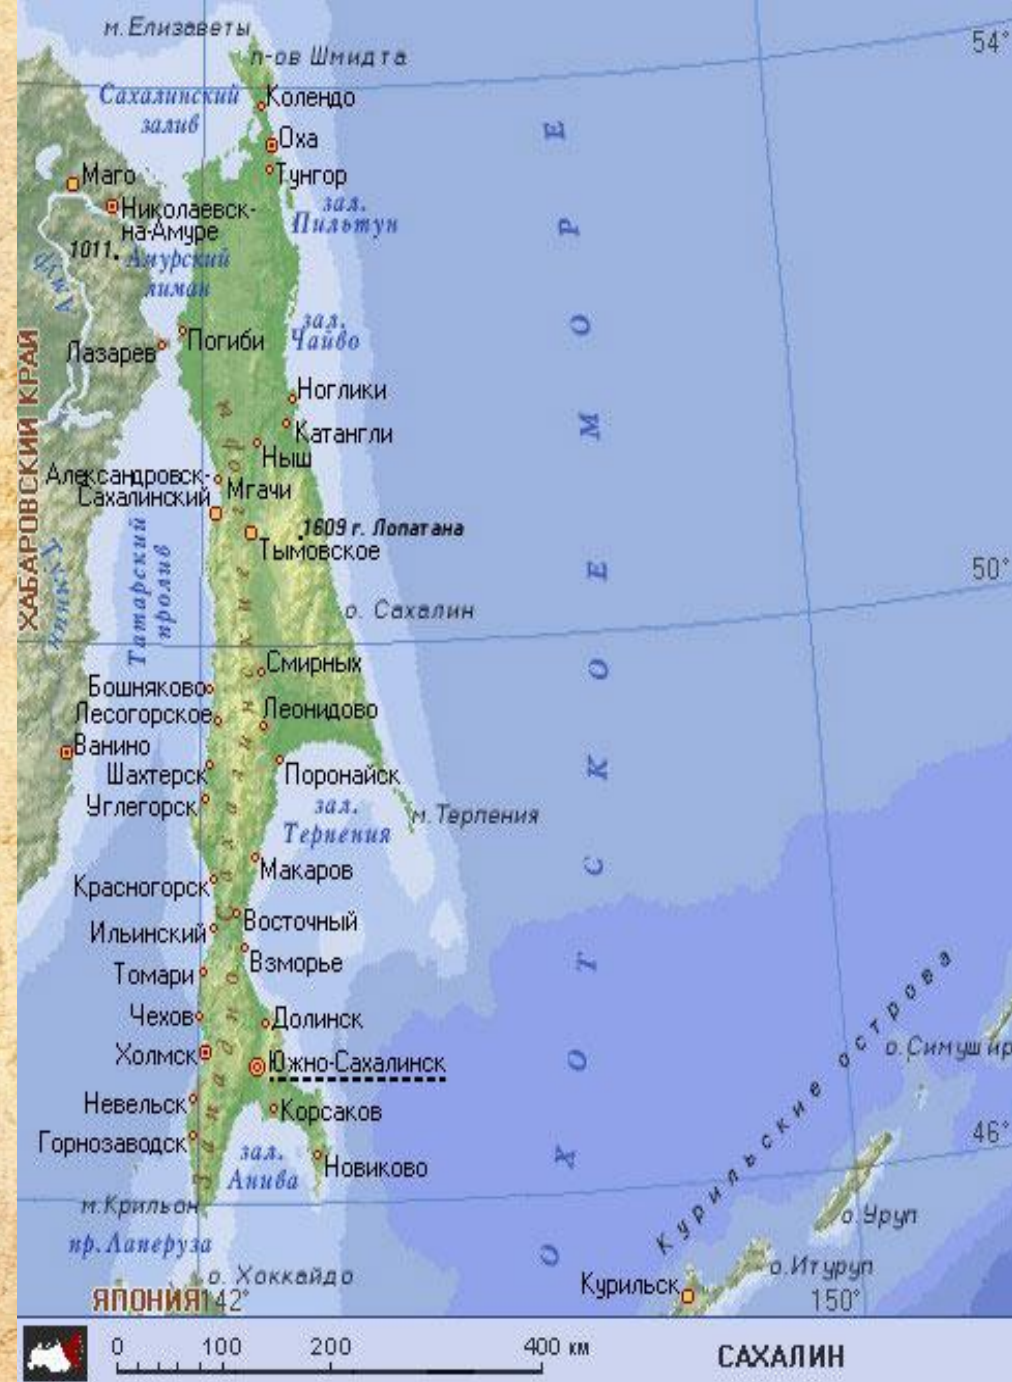 м. Елизаветы
п-ов Шмидта
54°
Сахалинский
залив
Колендо
Оха
Тунгор
Маго
Николаевск-
на-Амуре
1011
Амурский
лиман
Амур
зал.
Пильтун
зал.
Чайво
Погиби
Лазарев
ХАБАРОВСКИЙ КРАЙ
Ноглики
Катангли
Ныш
Александровск-
Сахалинский
Мгачи
1609 г. Лопатана
Тымовское
Татарский
пролив
50°
о. Сахалин
Смирных
Бошняково
Лесогорское
Леонидово
Ванино
Шахтерск
Поронайск
Углегорск
зал.
Терпения
м. Терпения
Макаров
Красногорск
Восточный
Ильинский
Взморье
Томари
Чехов
Долинск
Холмск
Южно-Сахалинск
Невельск
Корсаков
Горнозаводск
зал.
Анива
Новиково
Западно-Сахалинские горы
ОХОТСКОЕ МОРЕ
Курильские острова
о. Симушир
46°
м. Крильон
пр. Лаперуза
о. Уруп
о. Хоккайдо
о. Итуруп
Курильск
ЯПОНИЯ
142°
150°
0 100 200 400 км
САХАЛИН